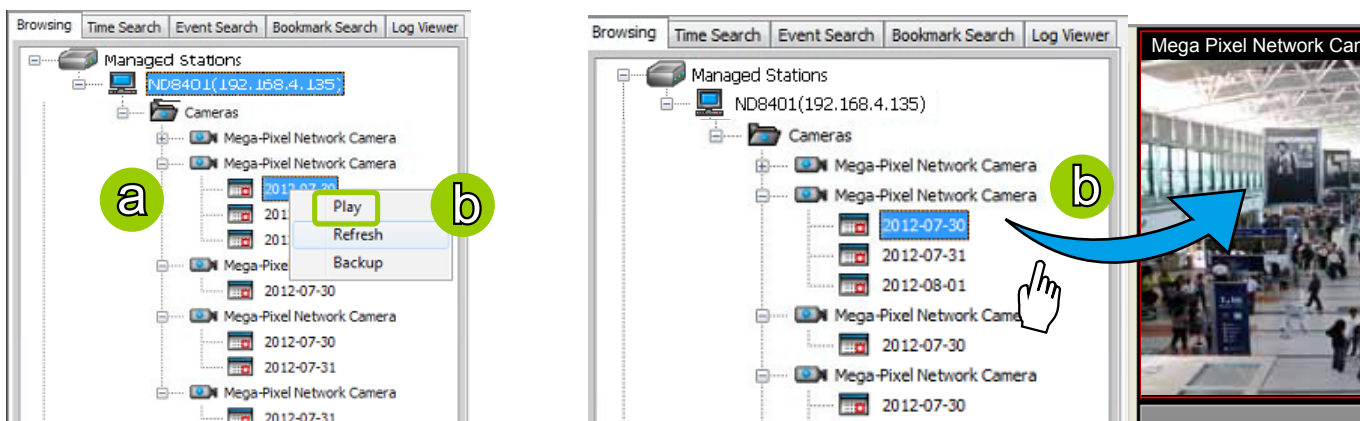 Browsing Time Search Event Search Bookmark Search Log Viewer
Managed Stations
ND8401(192.168.4.135)
Cameras
Mega-Pixel Network Camera
Mega-Pixel Network Camera
a
2012-07-30
Play
b
201
Refresh
201
Mega-Pixe
Backup
2012-07-30
Mega-Pixel Network Camera
2012-07-30
2012-07-31
Mega-Pixel Network Camera
2012-07-31
Browsing Time Search Event Search Bookmark Search Log Viewer
Managed Stations
ND8401(192.168.4.135)
Cameras
Mega-Pixel Network Camera
Mega-Pixel Network Camera
b
2012-07-30
2012-07-31
2012-08-01
Mega-Pixel Network Came
2012-07-30
Mega-Pixel Network Camera
2012-07-30
Mega Pixel Network Car